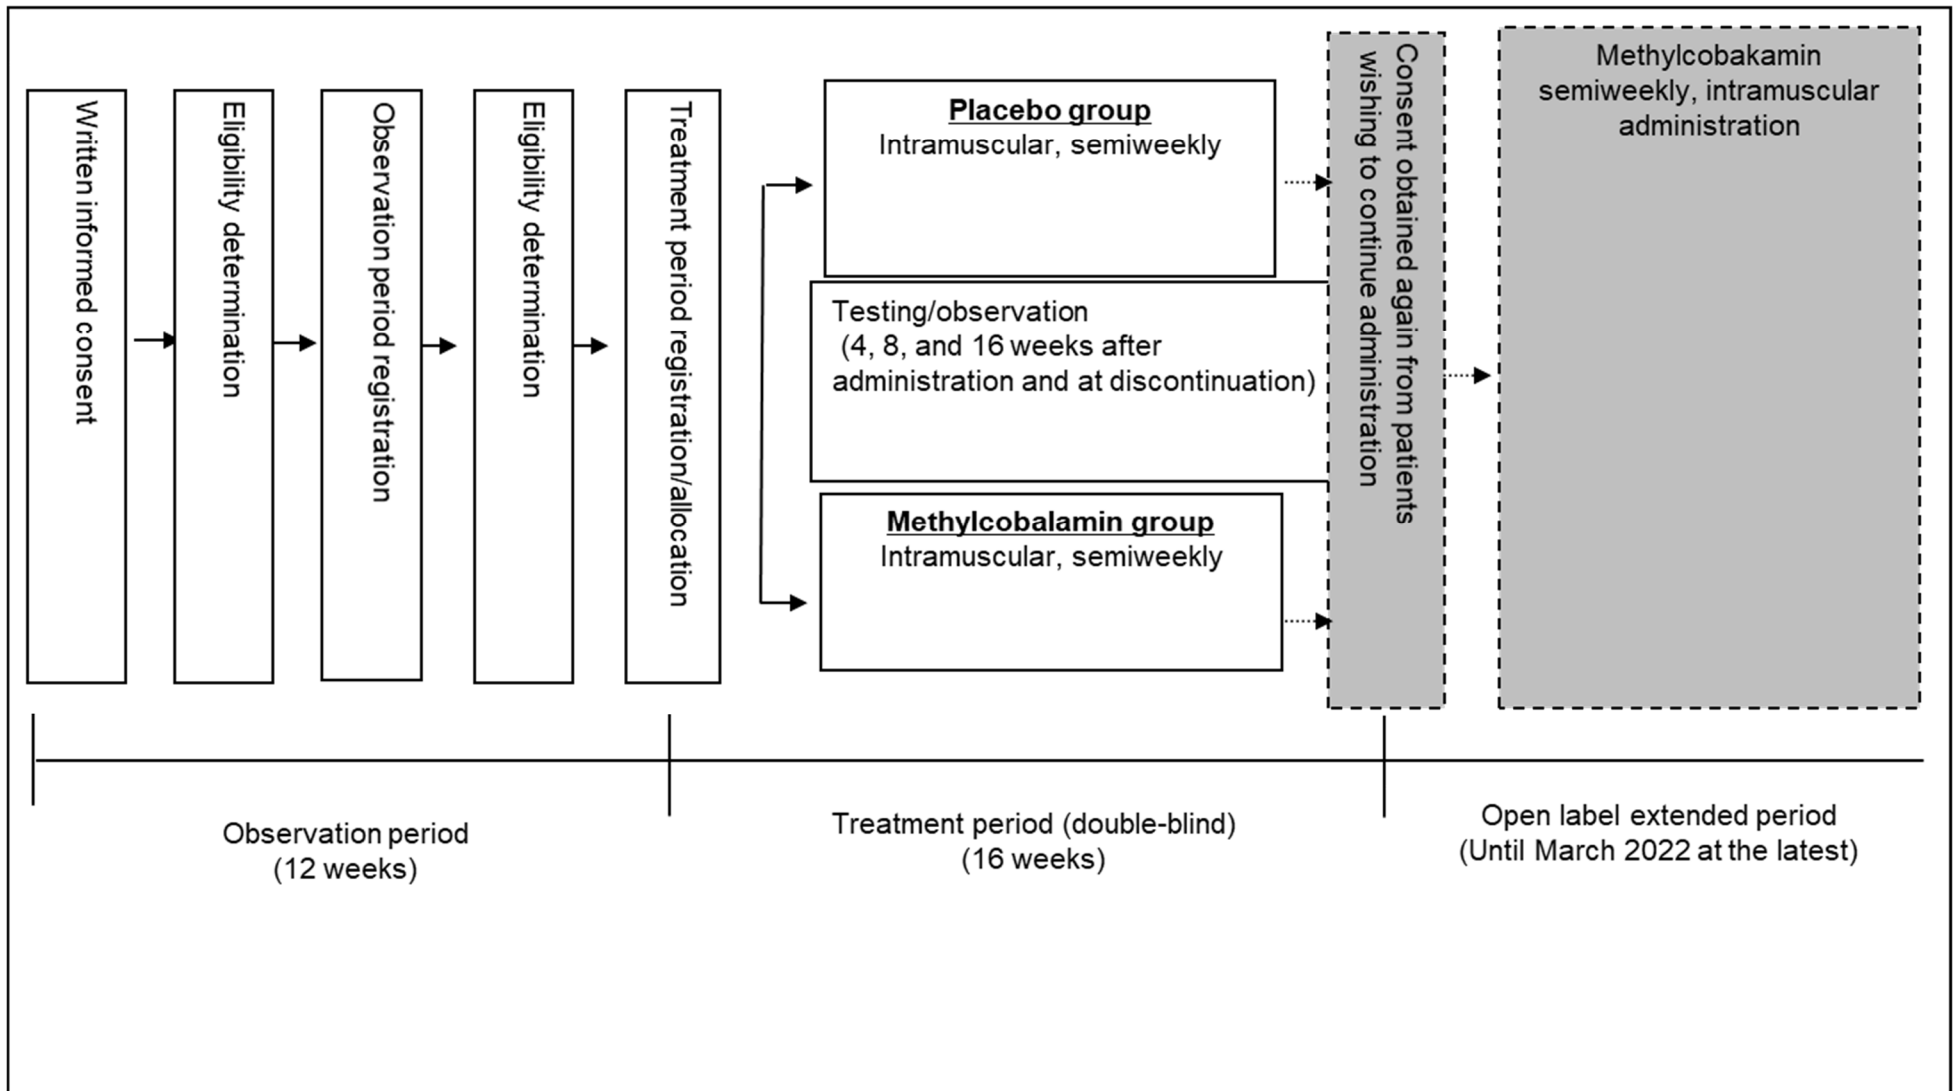 Written informed consent
Eligibility determination
Observation period registration
Eligibility determination
Treatment period registration/allocation
Placebo group
Intramuscular, semiweekly
Testing/observation
(4, 8, and 16 weeks after
administration and at discontinuation)
Methylcobalamin group
Intramuscular, semiweekly
Consent obtained again from patients
wishing to continue administration
Methylcobakamin
semiweekly, intramuscular
administration
Observation period
(12 weeks)
Treatment period (double-blind)
(16 weeks)
Open label extended period
(Until March 2022 at the latest)